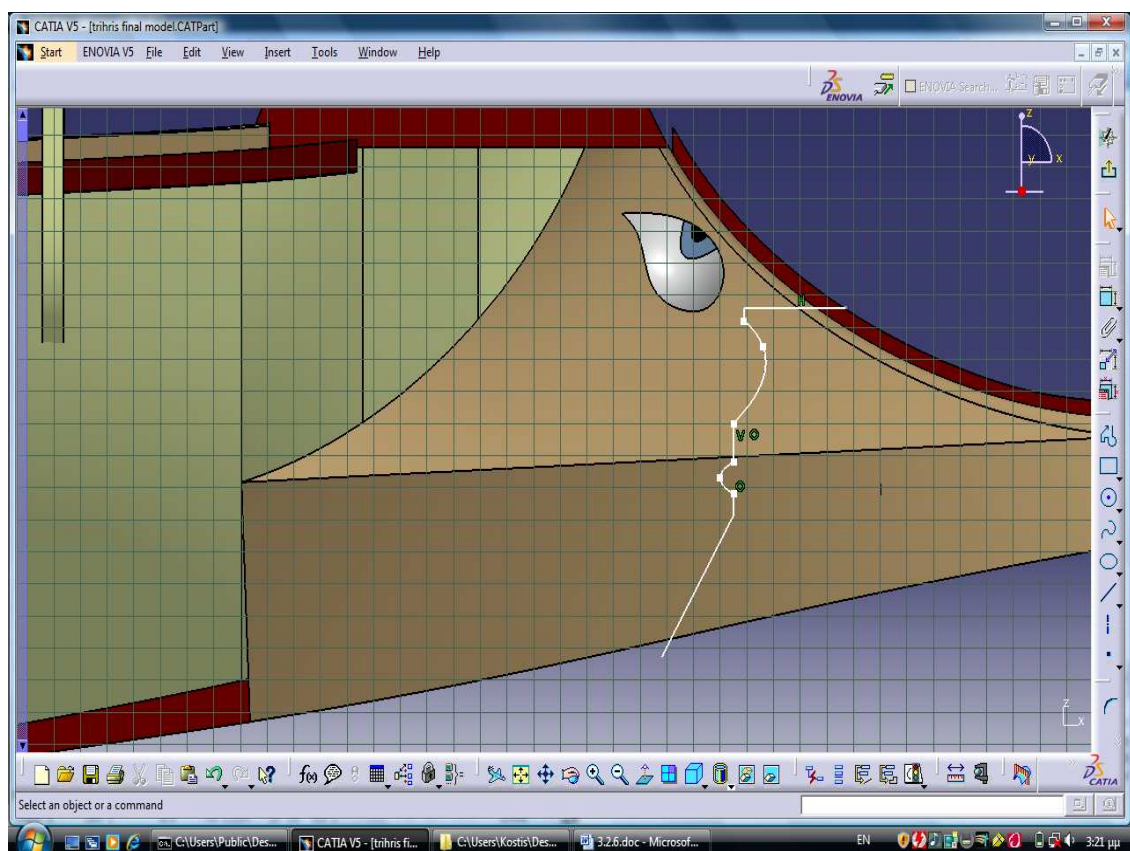 CATIA V5 - [trihris final model.CATPart]
Start ENOVIA V5 File Edit View Insert Tools Window Help
ENOVIA
ENOVIA Search...
z
y x
H
V
z
x
f(x)
CATIA
Select an object or a command
C:\Users\Public\Des... CATIA V5 - [trihris fi... C:\Users\Kostis\Des... 3.2.6.doc - Microsof... EN 3:21 μμ